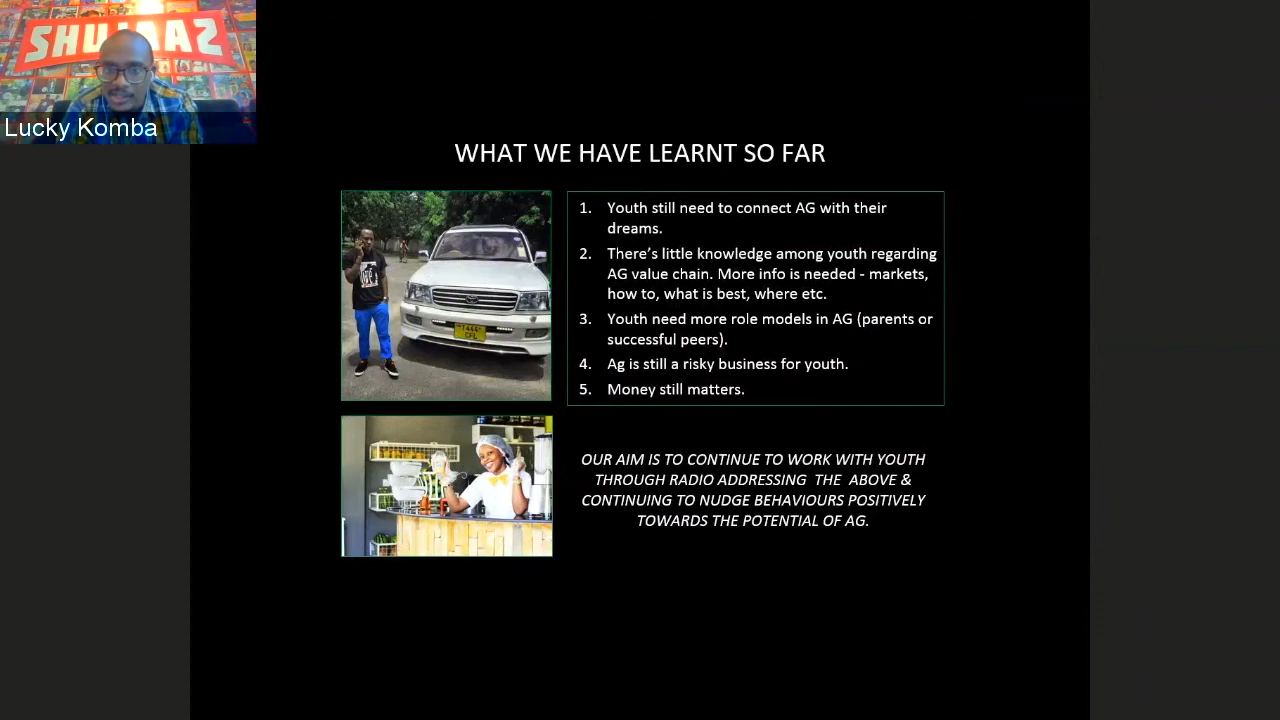 SHUJAAZ
Lucky Komba
WHAT WE HAVE LEARNT SO FAR
1. Youth still need to connect AG with their
dreams.
2. There's little knowledge among youth regarding
AG value chain. More info is needed - markets,
how to, what is best, where etc.
3. Youth need more role models in AG (parents or
successful peers).
4. Ag is still a risky business for youth.
5. Money still matters.
OUR AIM IS TO CONTINUE TO WORK WITH YOUTH
THROUGH RADIO ADDRESSING THE ABOVE &
CONTINUING TO NUDGE BEHAVIOURS POSITIVELY
TOWARDS THE POTENTIAL OF AG.